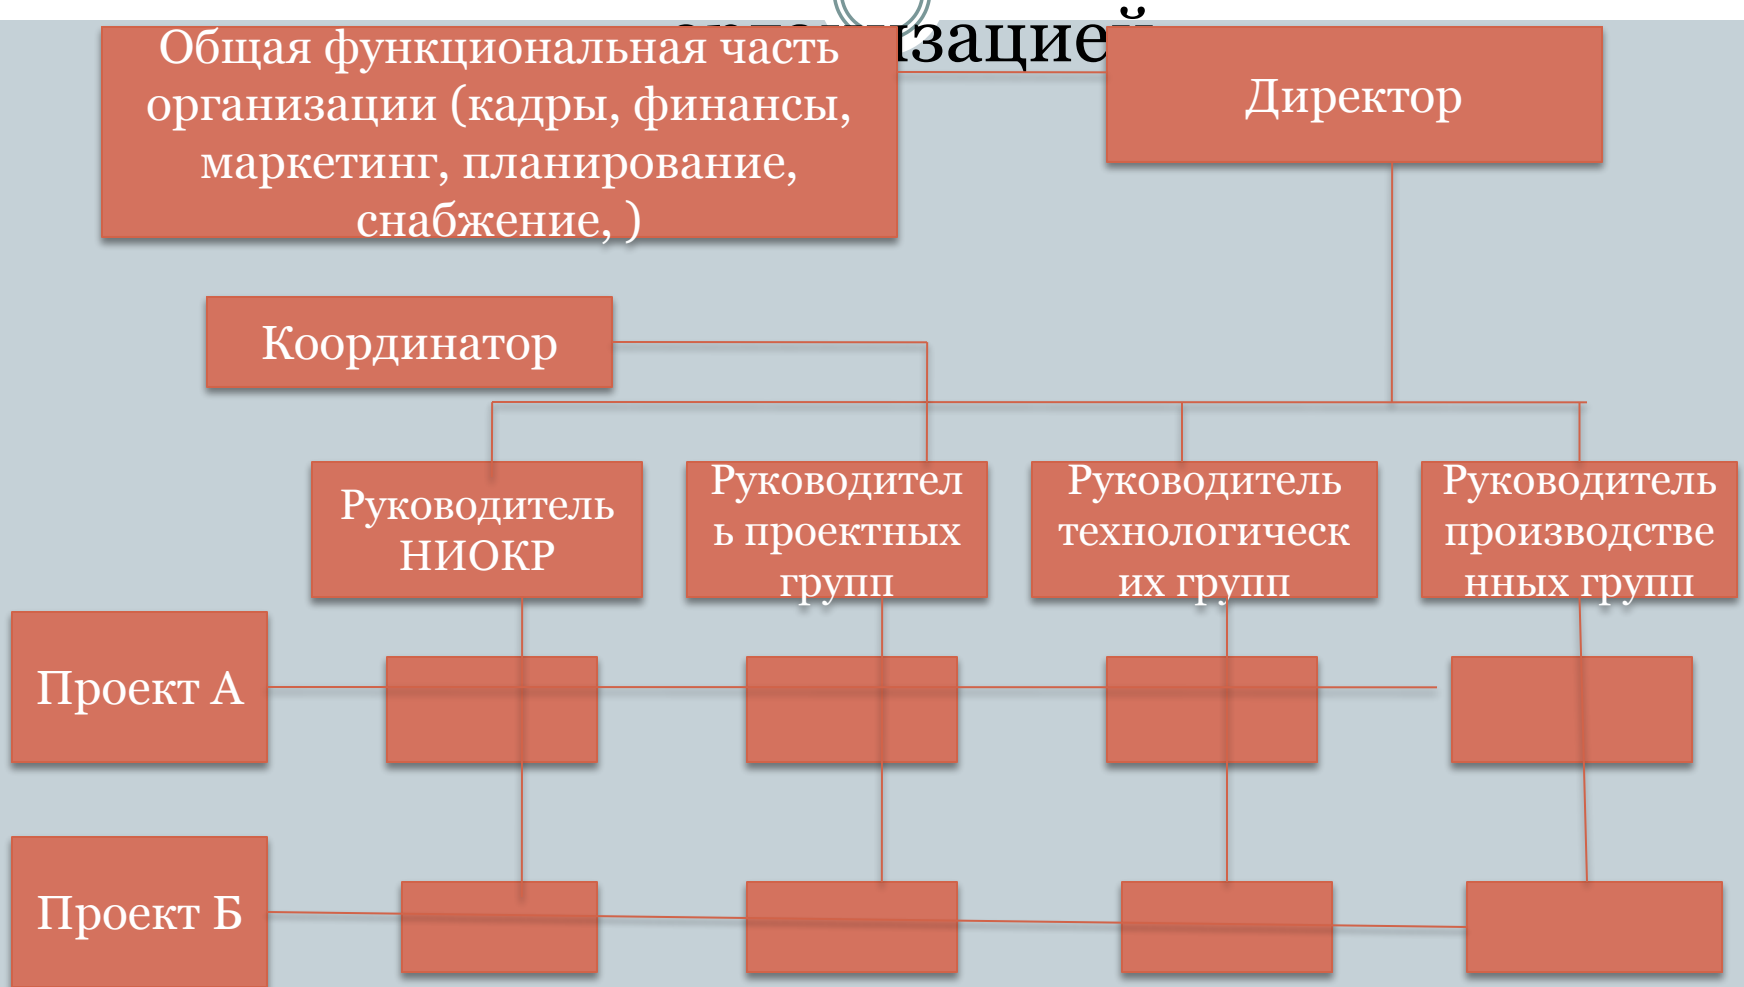 Общая функциональная часть
организации (кадры, финансы,
маркетинг, планирование,
снабжение, )
Директор
Координатор
Руководитель
НИОКР
Руководител
ь проектных
групп
Руководитель
технологическ
их групп
Руководитель
производстве
нных групп
Проект А
Проект Б